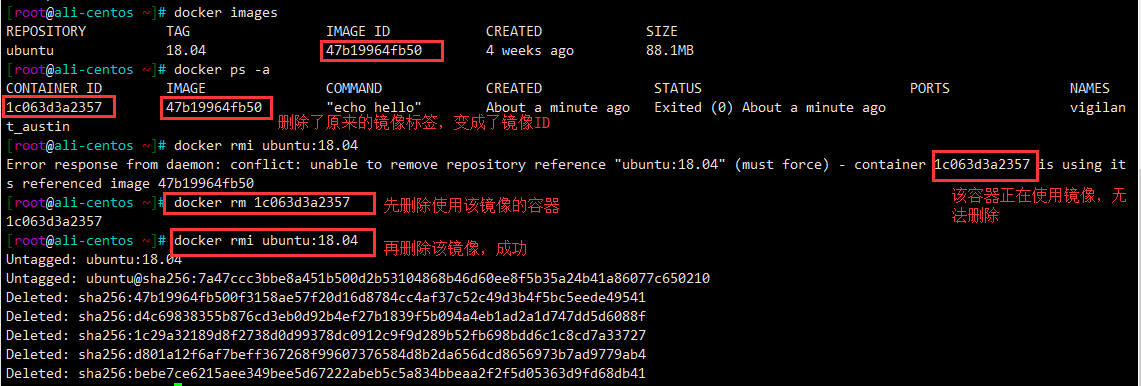 [root@ali-centos ~]# docker images
REPOSITORY TAG IMAGE ID CREATED SIZE
ubuntu 18.04 47b19964fb50 4 weeks ago 88.1MB
[root@ali-centos ~]# docker ps -a
CONTAINER ID IMAGE COMMAND CREATED STATUS PORTS NAMES
1c063d3a2357 47b19964fb50 "echo hello" About a minute ago Exited (0) About a minute ago vigilan
t_austin
删除了原来的镜像标签，变成了镜像ID
[root@ali-centos ~]# docker rmi ubuntu:18.04
Error response from daemon: conflict: unable to remove repository reference "ubuntu:18.04" (must force) - container 1c063d3a2357 is using it
s referenced image 47b19964fb50
该容器正在使用镜像，无
法删除
[root@ali-centos ~]# docker rm 1c063d3a2357
先删除使用该镜像的容器
1c063d3a2357
[root@ali-centos ~]# docker rmi ubuntu:18.04
再删除该镜像，成功
Untagged: ubuntu:18.04
Untagged: ubuntu@sha256:7a47ccc3bbe8a451b500d2b53104868b46d60ee8f5b35a24b41a86077c650210
Deleted: sha256:47b19964fb500f3158ae57f20d16d8784cc4af37c52c49d3b4f5bc5eede49541
Deleted: sha256:d4c69838355b876cd3eb0d92b4ef27b1839f5b094a4eb1ad2a1d747dd5d6088f
Deleted: sha256:1c29a32189d8f2738d0d99378dc0912c9f9d289b52fb698bdd6c1c8cd7a33727
Deleted: sha256:d801a12f6af7beff367268f99607376584d8b2da656dcd8656973b7ad9779ab4
Deleted: sha256:bebe7ce6215aee349bee5d67222abeb5c5a834bbeaa2f2f5d05363d9fd68db41